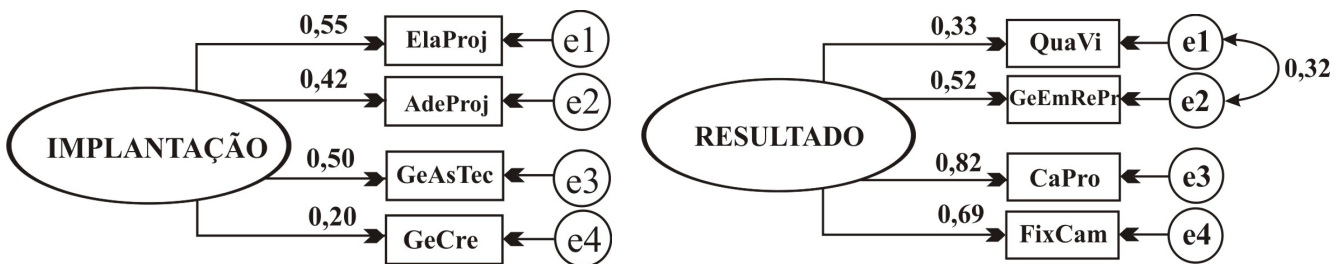 0,55
ElaProj
e1
0,42
AdeProj
e2
IMPLANTAÇÃO
0,50
GeAsTec
e3
0,20
GeCre
e4
0,33
QuaVi
e1
0,32
0,52
GeEmRePr
e2
RESULTADO
0,82
CaPro
e3
0,69
FixCam
e4